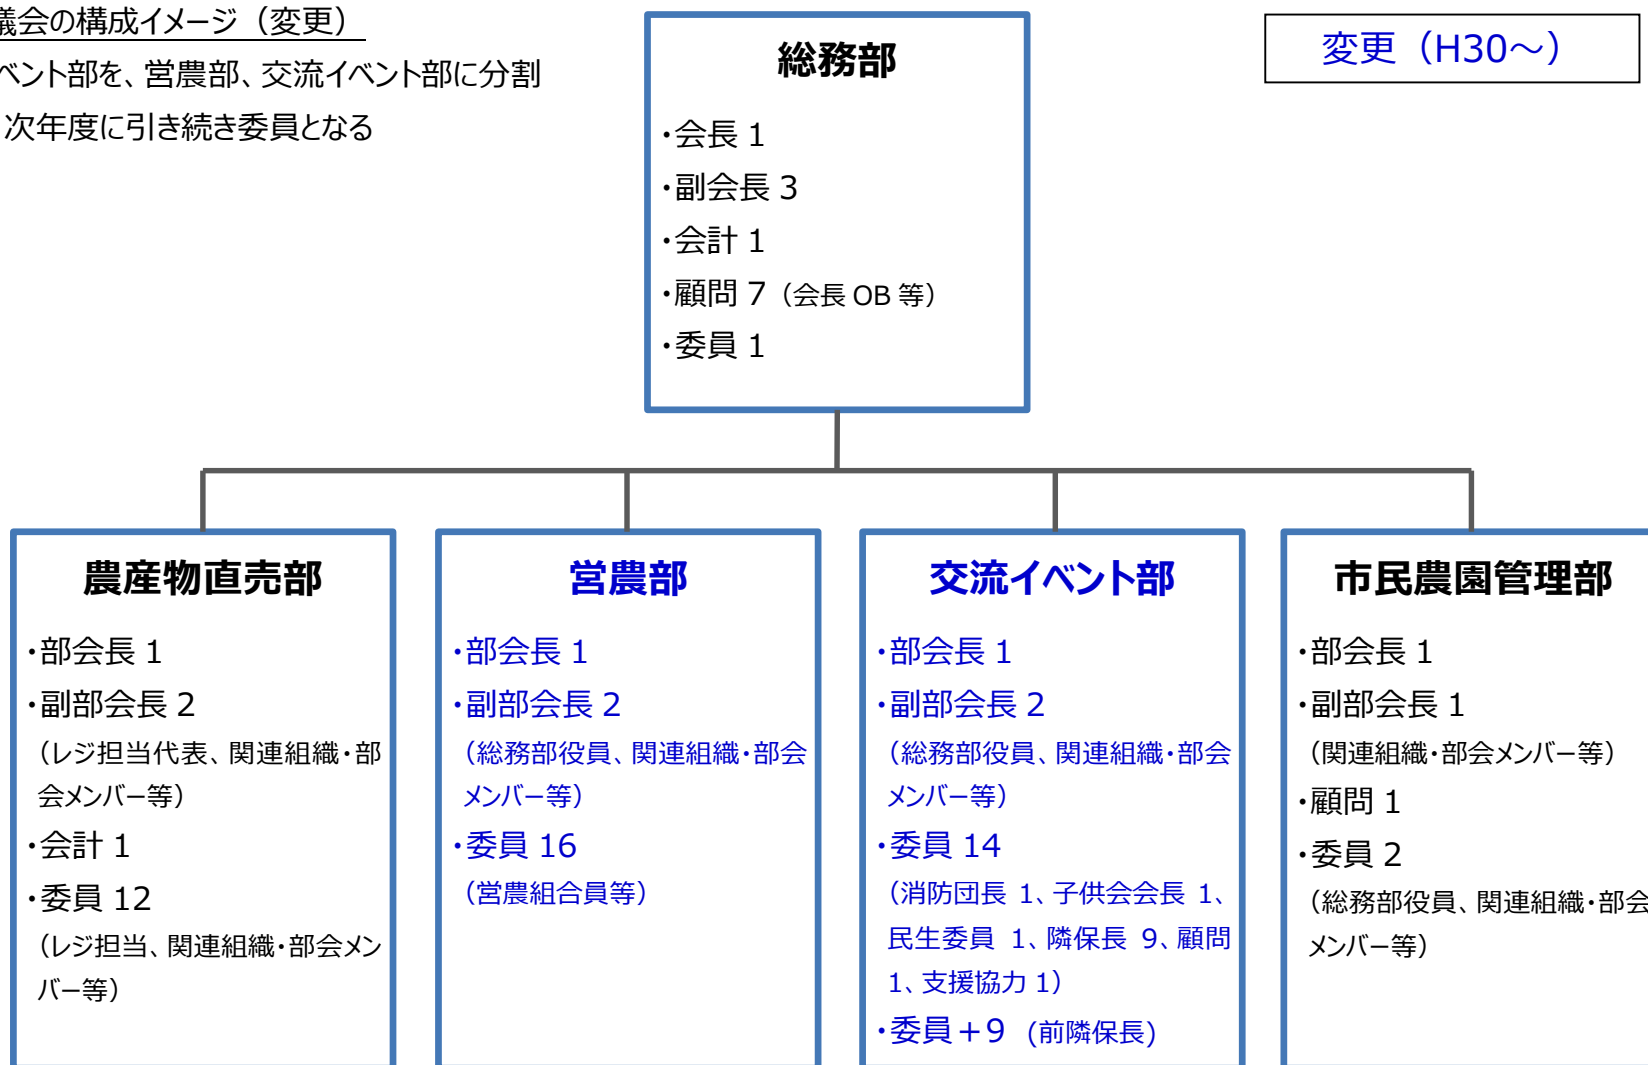 議会の構成イメージ（変更）
ベント部を、営農部、交流イベント部に分割
次年度に引き続き委員となる
変更（H30～）
総務部
・会長 1
・副会長 3
・会計 1
・顧問 7（会長 OB 等）
・委員 1
農産物直売部
・部会長 1
・副部会長 2
（レジ担当代表、関連組織・部
会メンバー等）
・会計 1
・委員 12
（レジ担当、関連組織・部会メン
バー等）
営農部
・部会長 1
・副部会長 2
（総務部役員、関連組織・部会
メンバー等）
・委員 16
（営農組合員等）
交流イベント部
・部会長 1
・副部会長 2
（総務部役員、関連組織・部会
メンバー等）
・委員 14
（消防団長 1、子供会会長 1、
民生委員 1、隣保長 9、顧問
1、支援協力 1）
・委員＋9 (前隣保長)
市民農園管理部
・部会長 1
・副部会長 1
（関連組織・部会メンバー等）
・顧問 1
・委員 2
（総務部役員、関連組織・部会
メンバー等）